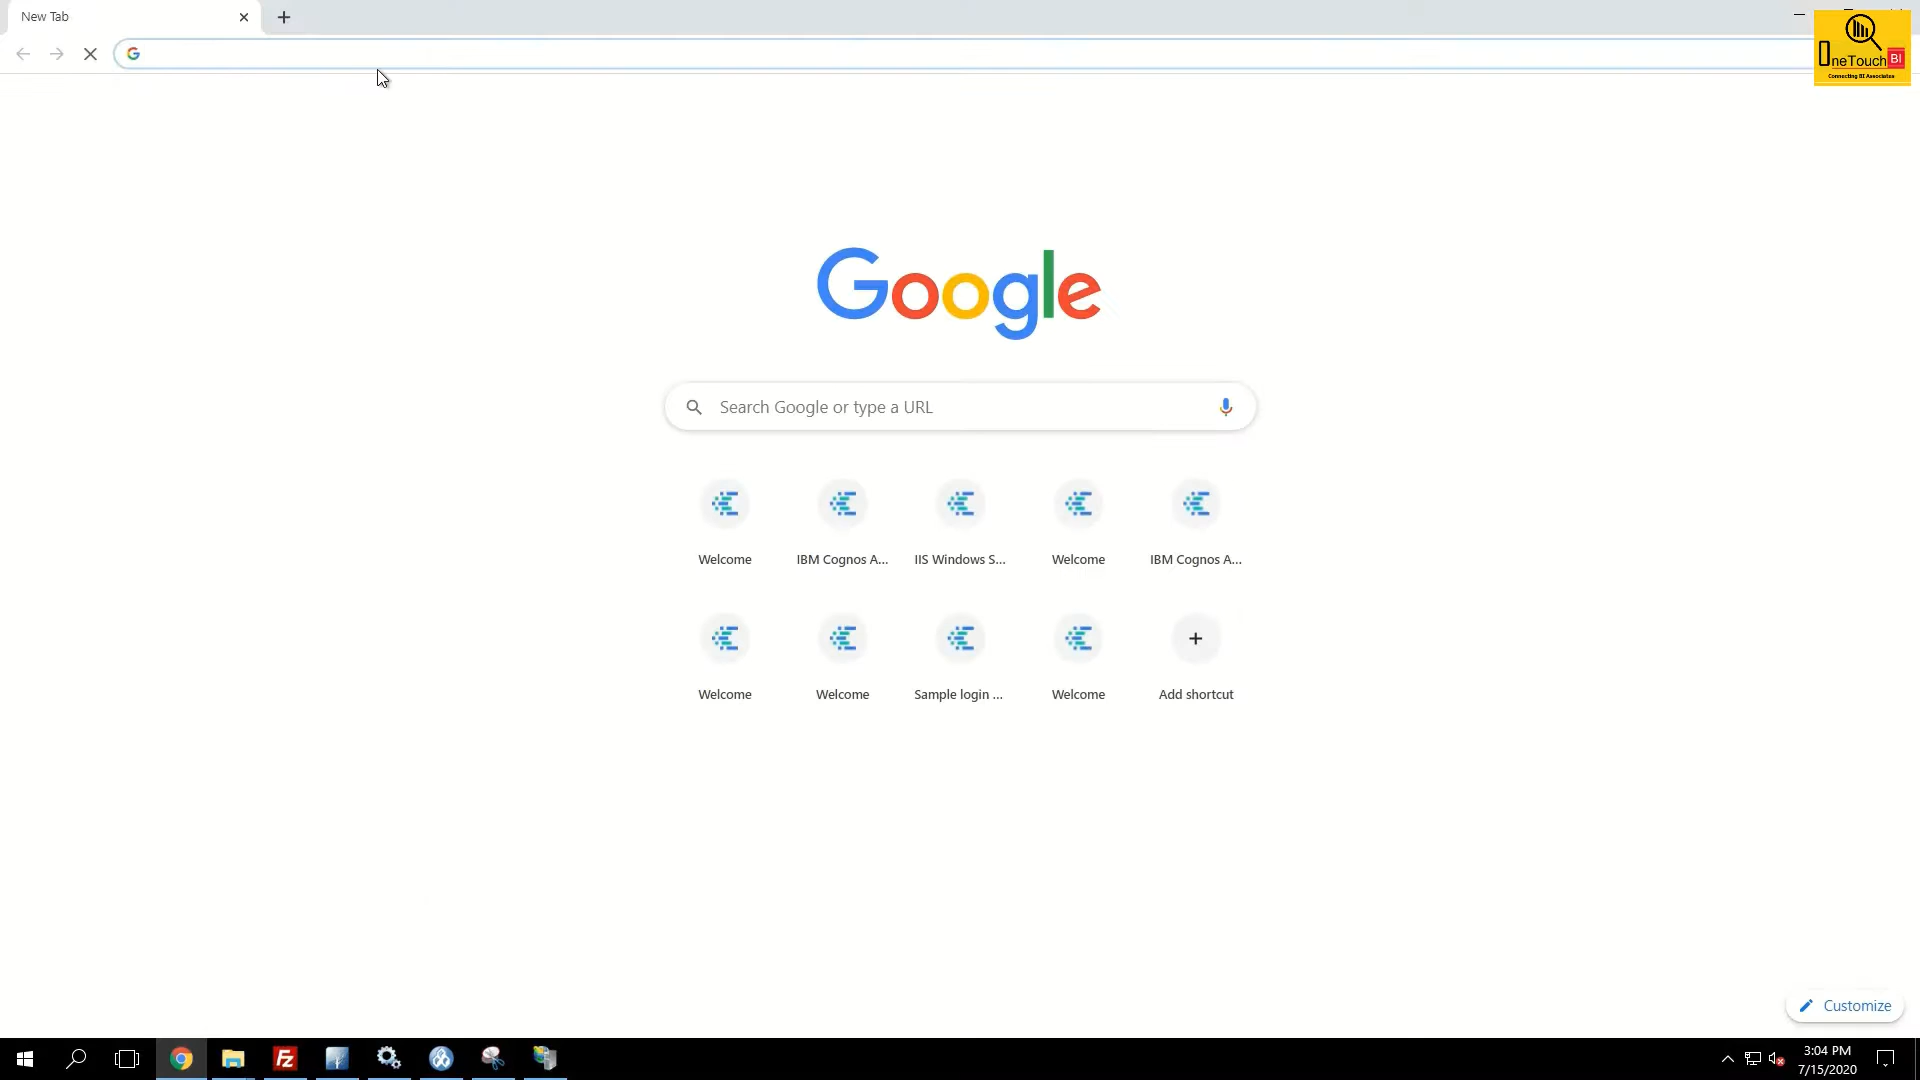 New Tab
OneTouch BI
Connecting BI Associates
Google
Search Google or type a URL
Welcome
IBM Cognos A...
IIS Windows S...
Welcome
IBM Cognos A...
Welcome
Welcome
Sample login ...
Welcome
Add shortcut
Customize
3:04 PM
7/15/2020